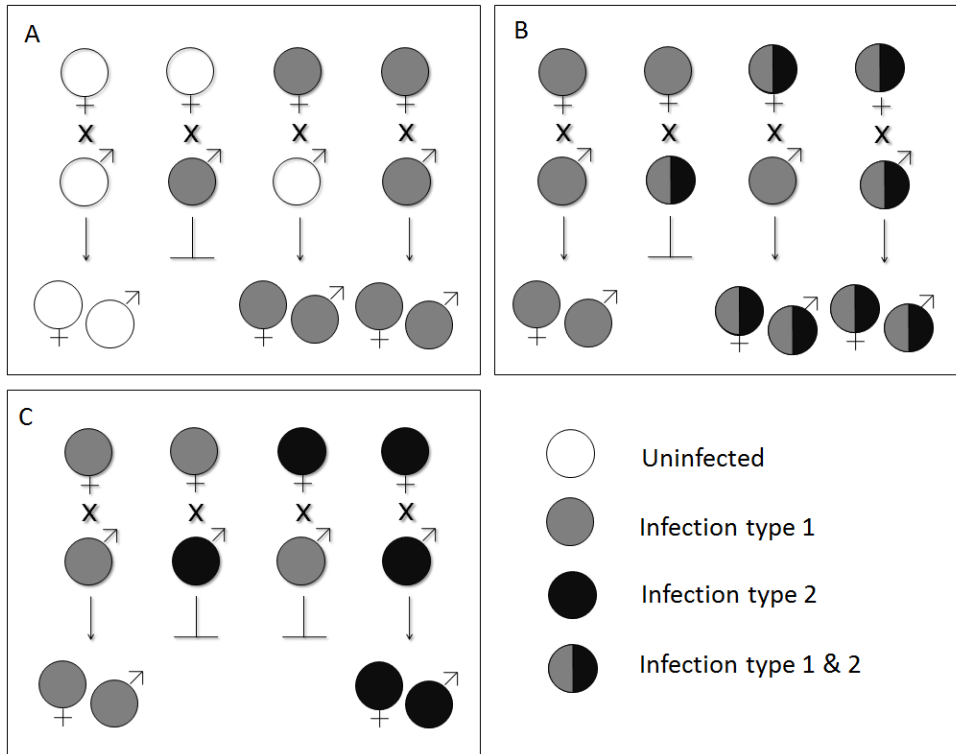 A
X X X X
B
X X X X
C
X X X X
Uninfected
Infection type 1
Infection type 2
Infection type 1 & 2